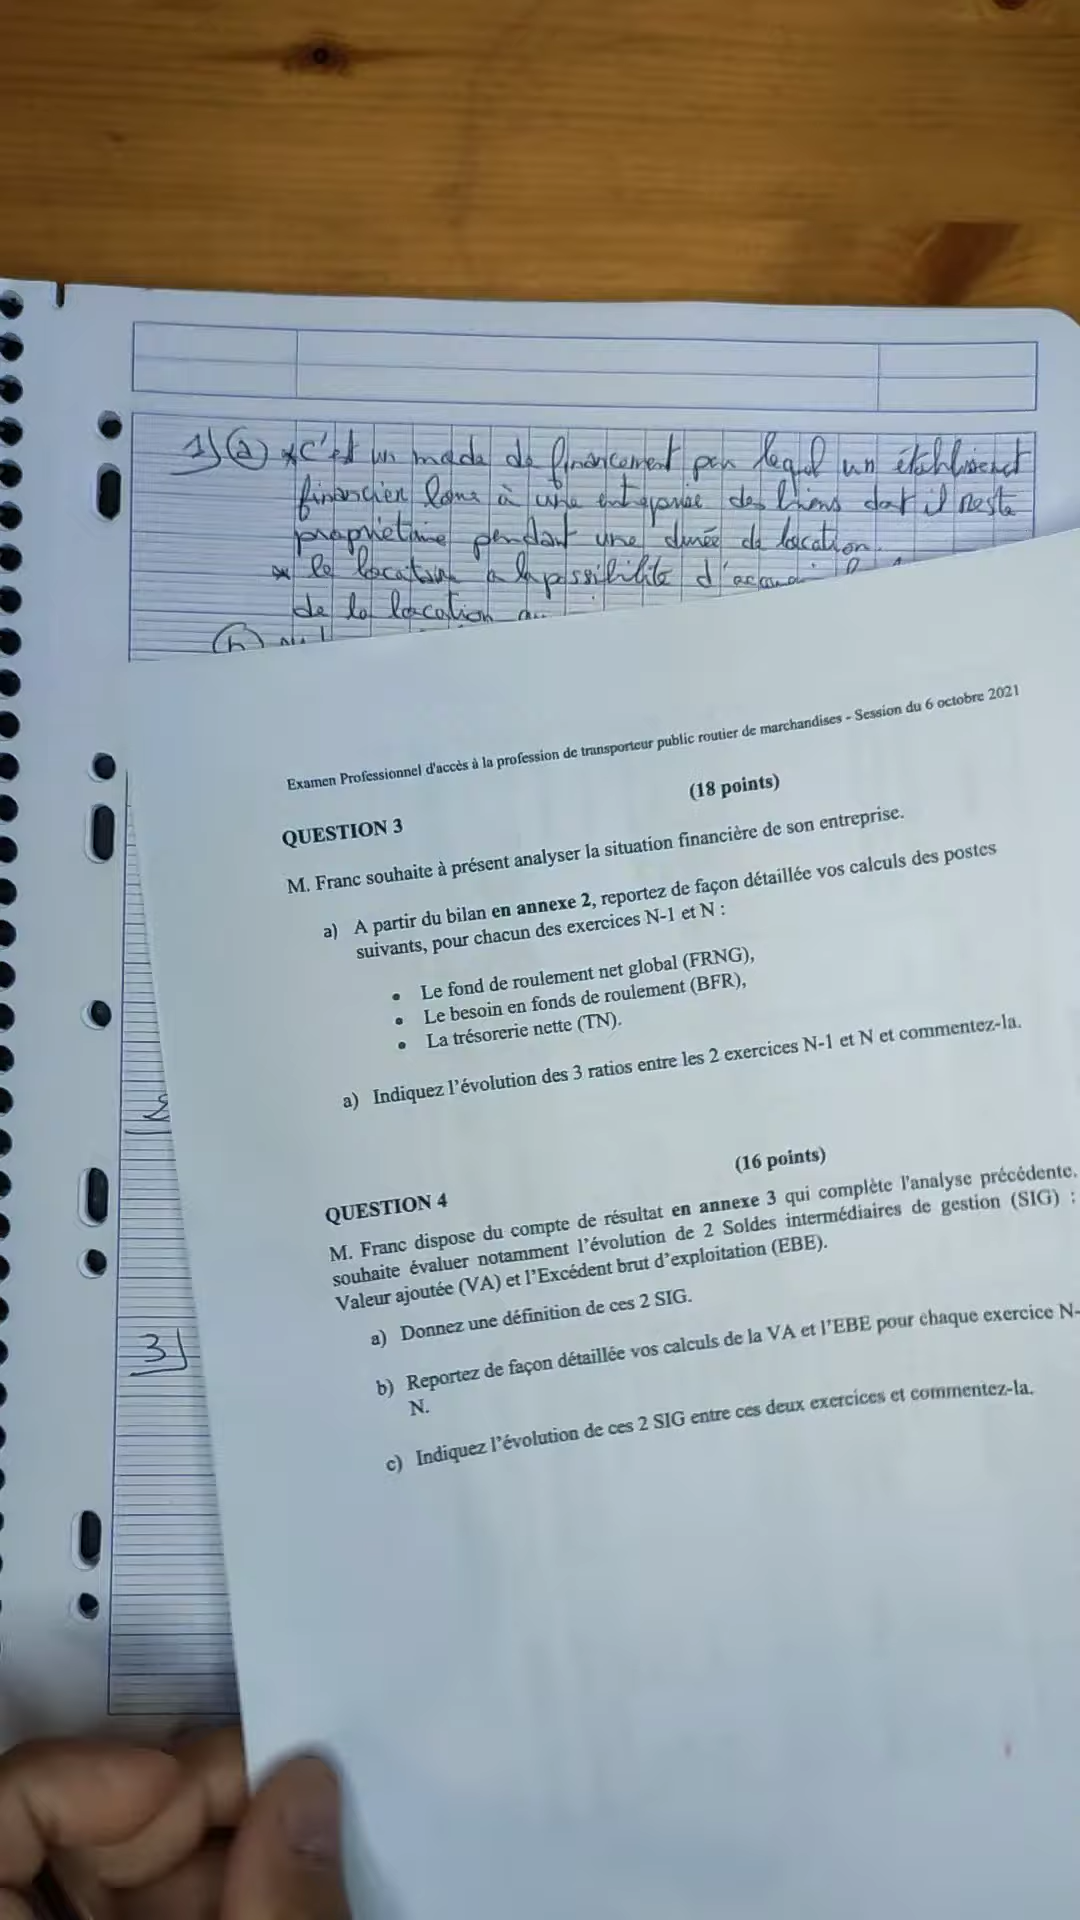 1) (a) * C'est un mode de financement par lequel un établissement
financier loue à une entreprise des biens dont il reste
propriétaire pendant une durée de location.
* le locataire a la possibilité d'
de la location
(b)
Examen Professionnel d'accès à la profession de transporteur public routier de marchandises - Session du 6 octobre 2021
(18 points)
QUESTION 3
M. Franc souhaite à présent analyser la situation financière de son entreprise.
a) A partir du bilan en annexe 2, reportez de façon détaillée vos calculs des postes
suivants, pour chacun des exercices N-1 et N :
• Le fond de roulement net global (FRNG),
• Le besoin en fonds de roulement (BFR),
• La trésorerie nette (TN).
a) Indiquez l'évolution des 3 ratios entre les 2 exercices N-1 et N et commentez-la.
(16 points)
QUESTION 4
M. Franc dispose du compte de résultat en annexe 3 qui complète l'analyse précédente.
souhaite évaluer notamment l'évolution de 2 Soldes intermédiaires de gestion (SIG) :
Valeur ajoutée (VA) et l'Excédent brut d'exploitation (EBE).
a) Donnez une définition de ces 2 SIG.
b) Reportez de façon détaillée vos calculs de la VA et l'EBE pour chaque exercice N-
N.
c) Indiquez l'évolution de ces 2 SIG entre ces deux exercices et commentez-la.
3)